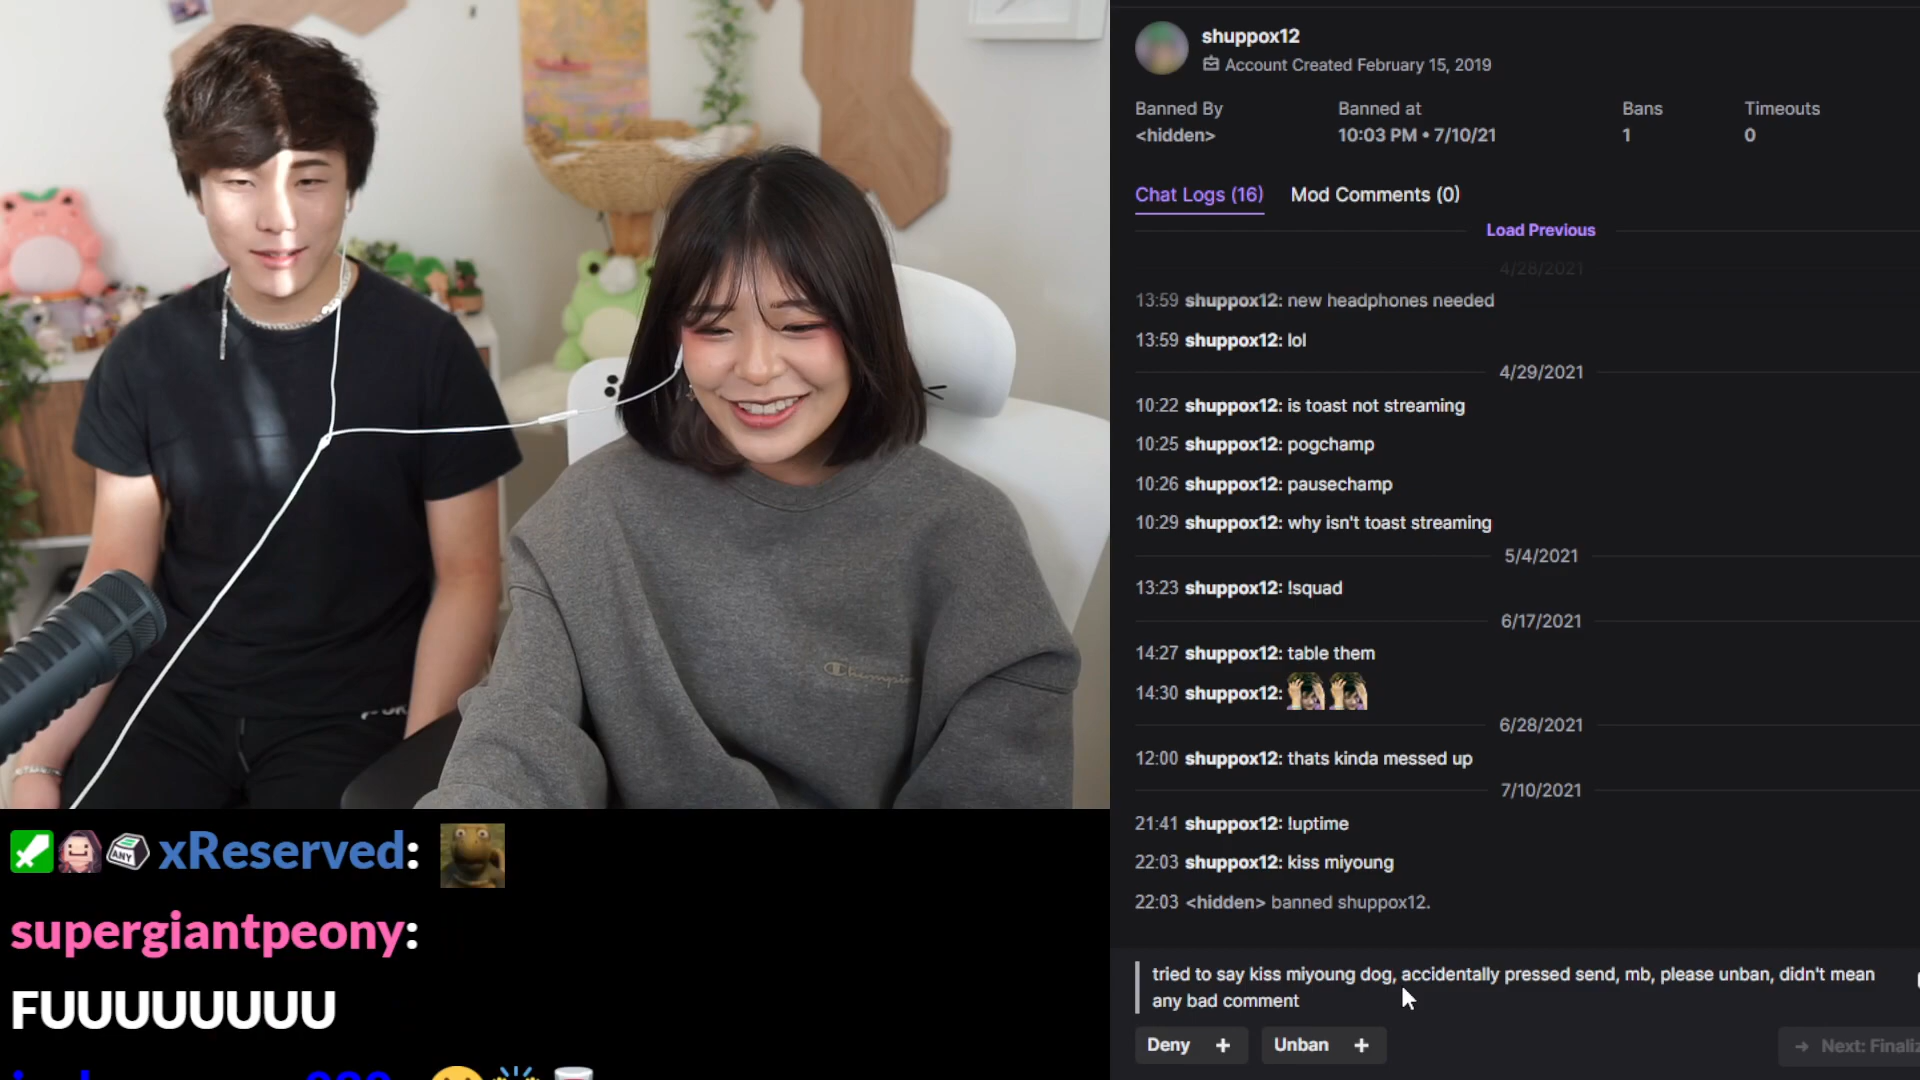 shuppox12
Account Created February 15, 2019
Banned By
Banned at
Bans
Timeouts
<hidden>
10:03 PM • 7/10/21
1
0
Chat Logs (16)
Mod Comments (0)
Load Previous
4/28/2021
13:59 shuppox12: new headphones needed
13:59 shuppox12: lol
4/29/2021
10:22 shuppox12: is toast not streaming
10:25 shuppox12: pogchamp
10:26 shuppox12: pausechamp
10:29 shuppox12: why isn't toast streaming
5/4/2021
13:23 shuppox12: !squad
6/17/2021
14:27 shuppox12: table them
14:30 shuppox12:
6/28/2021
12:00 shuppox12: thats kinda messed up
7/10/2021
21:41 shuppox12: !uptime
22:03 shuppox12: kiss miyoung
22:03 <hidden> banned shuppox12.
tried to say kiss miyoung dog, accidentally pressed send, mb, please unban, didn't mean
any bad comment
Deny +
Unban +
Next:
Champion
ANY
xReserved:
supergiantpeony:
FUUUUUUUU